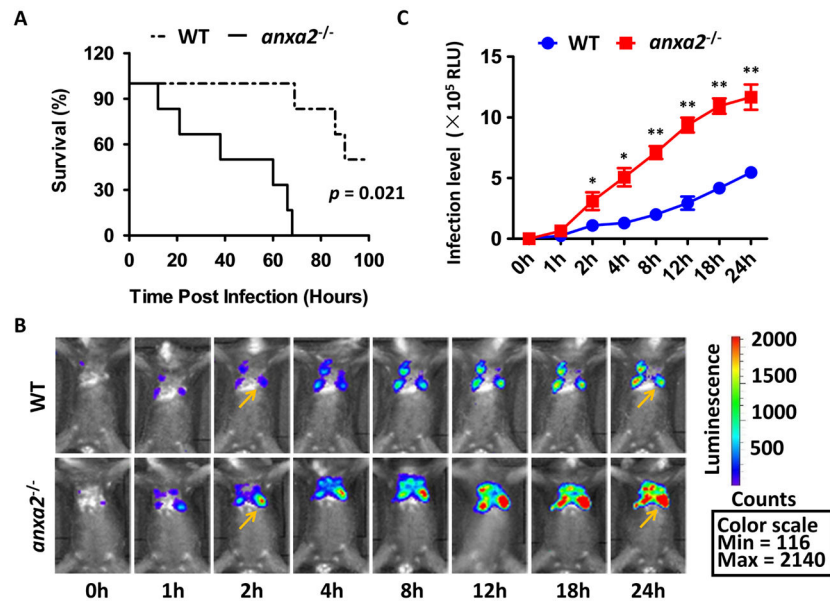 A
WT anxa2-/-
120
90
60
30
0
Survival (%)
p = 0.021
0 20 40 60 80 100
Time Post Infection (Hours)
C
WT anxa2-/-
15
10
5
0
Infection level (×10⁵ RLU)
* * ** ** ** **
0h 1h 2h 4h 8h 12h 18h 24h
B
WT
anxa2-/-
0h 1h 2h 4h 8h 12h 18h 24h
2000
1500
1000
500
Luminescence
Counts
Color scale
Min = 116
Max = 2140